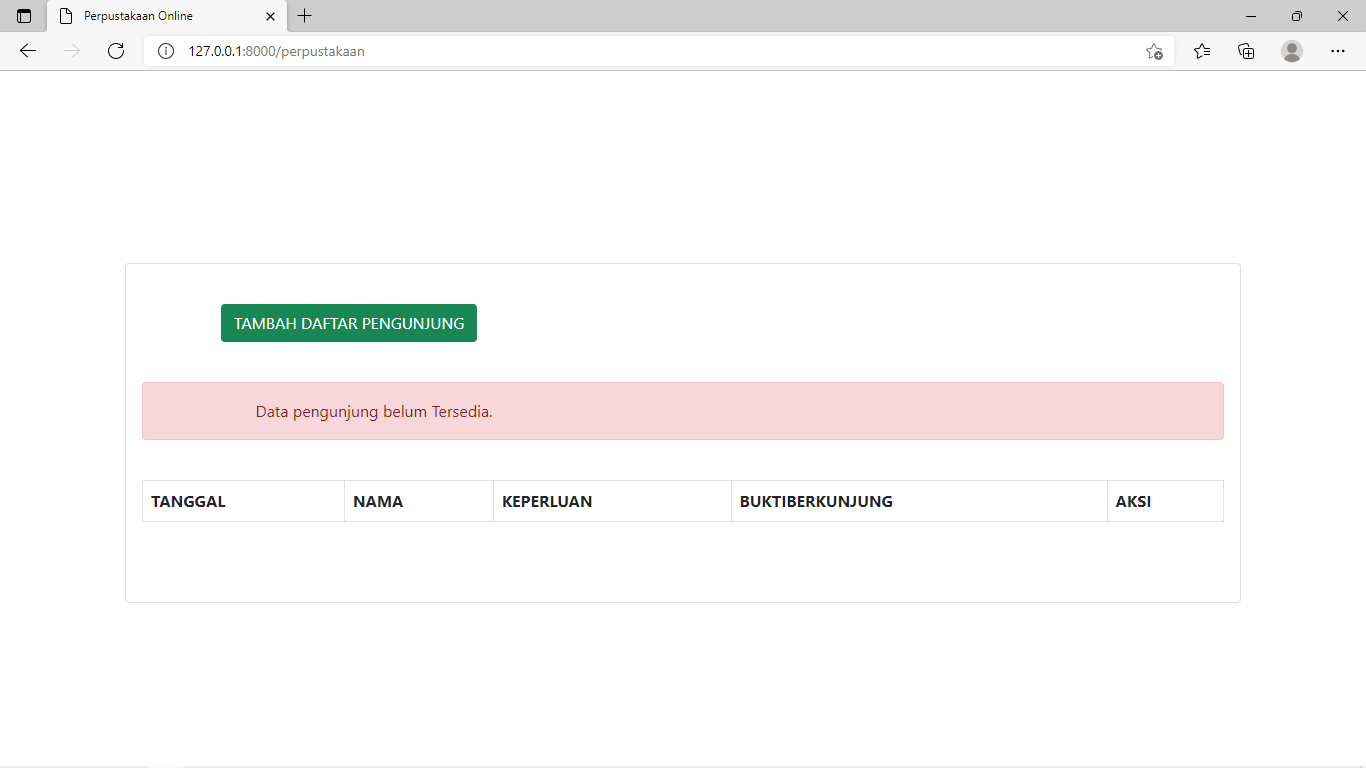 Perpustakaan Online
127.0.0.1:8000/perpustakaan
TAMBAH DAFTAR PENGUNJUNG
Data pengunjung belum Tersedia.
TANGGAL NAMA KEPERLUAN BUKTIBERKUNJUNG AKSI